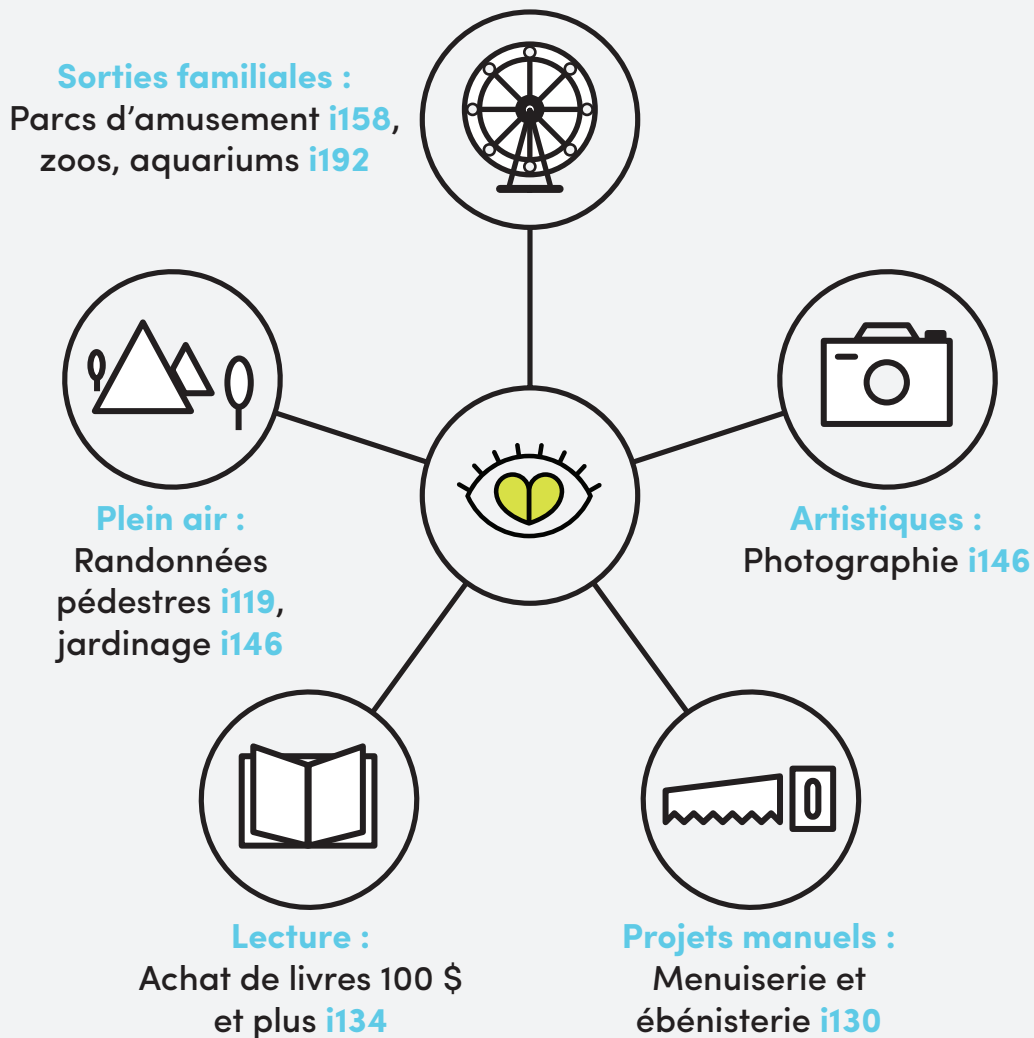 Sorties familiales :
Parcs d'amusement i158,
zoos, aquariums i192
Plein air :
Randonnées
pédestres i119,
jardinage i146
Artistiques :
Photographie i146
Lecture :
Achat de livres 100 $
et plus i134
Projets manuels :
Menuiserie et
ébénisterie i130